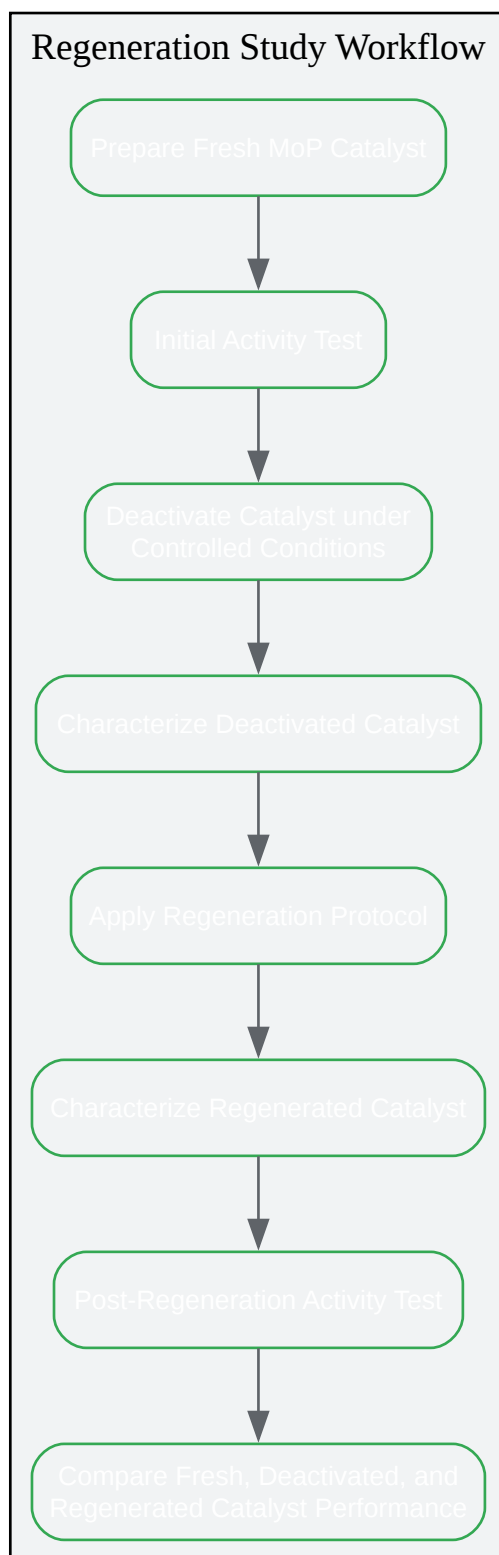 Regeneration Study Workflow
Prepare Fresh MoP Catalyst
Initial Activity Test
Deactivate Catalyst under
Controlled Conditions
Characterize Deactivated Catalyst
Apply Regeneration Protocol
Characterize Regenerated Catalyst
Post-Regeneration Activity Test
Compare Fresh, Deactivated, and
Regenerated Catalyst Performance